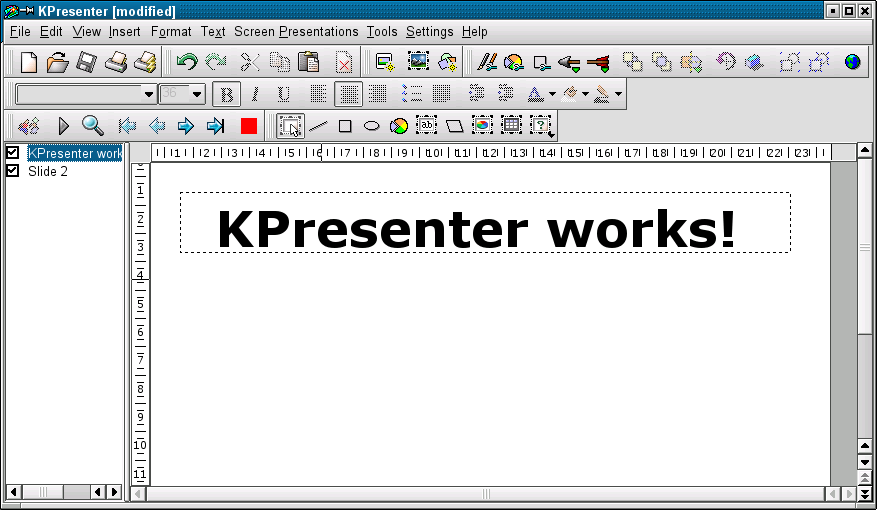 KPresenter [modified]
File Edit View Insert Format Text Screen Presentations Tools Settings Help
36
B I U
ab ?
KPresenter work
Slide 2
1 2 3 4 5 6 7 8 9 10 11 12 13 14 15 16 17 18 19 20 21 22 23
1
2
3
4
5
6
7
8
9
10
11
KPresenter works!